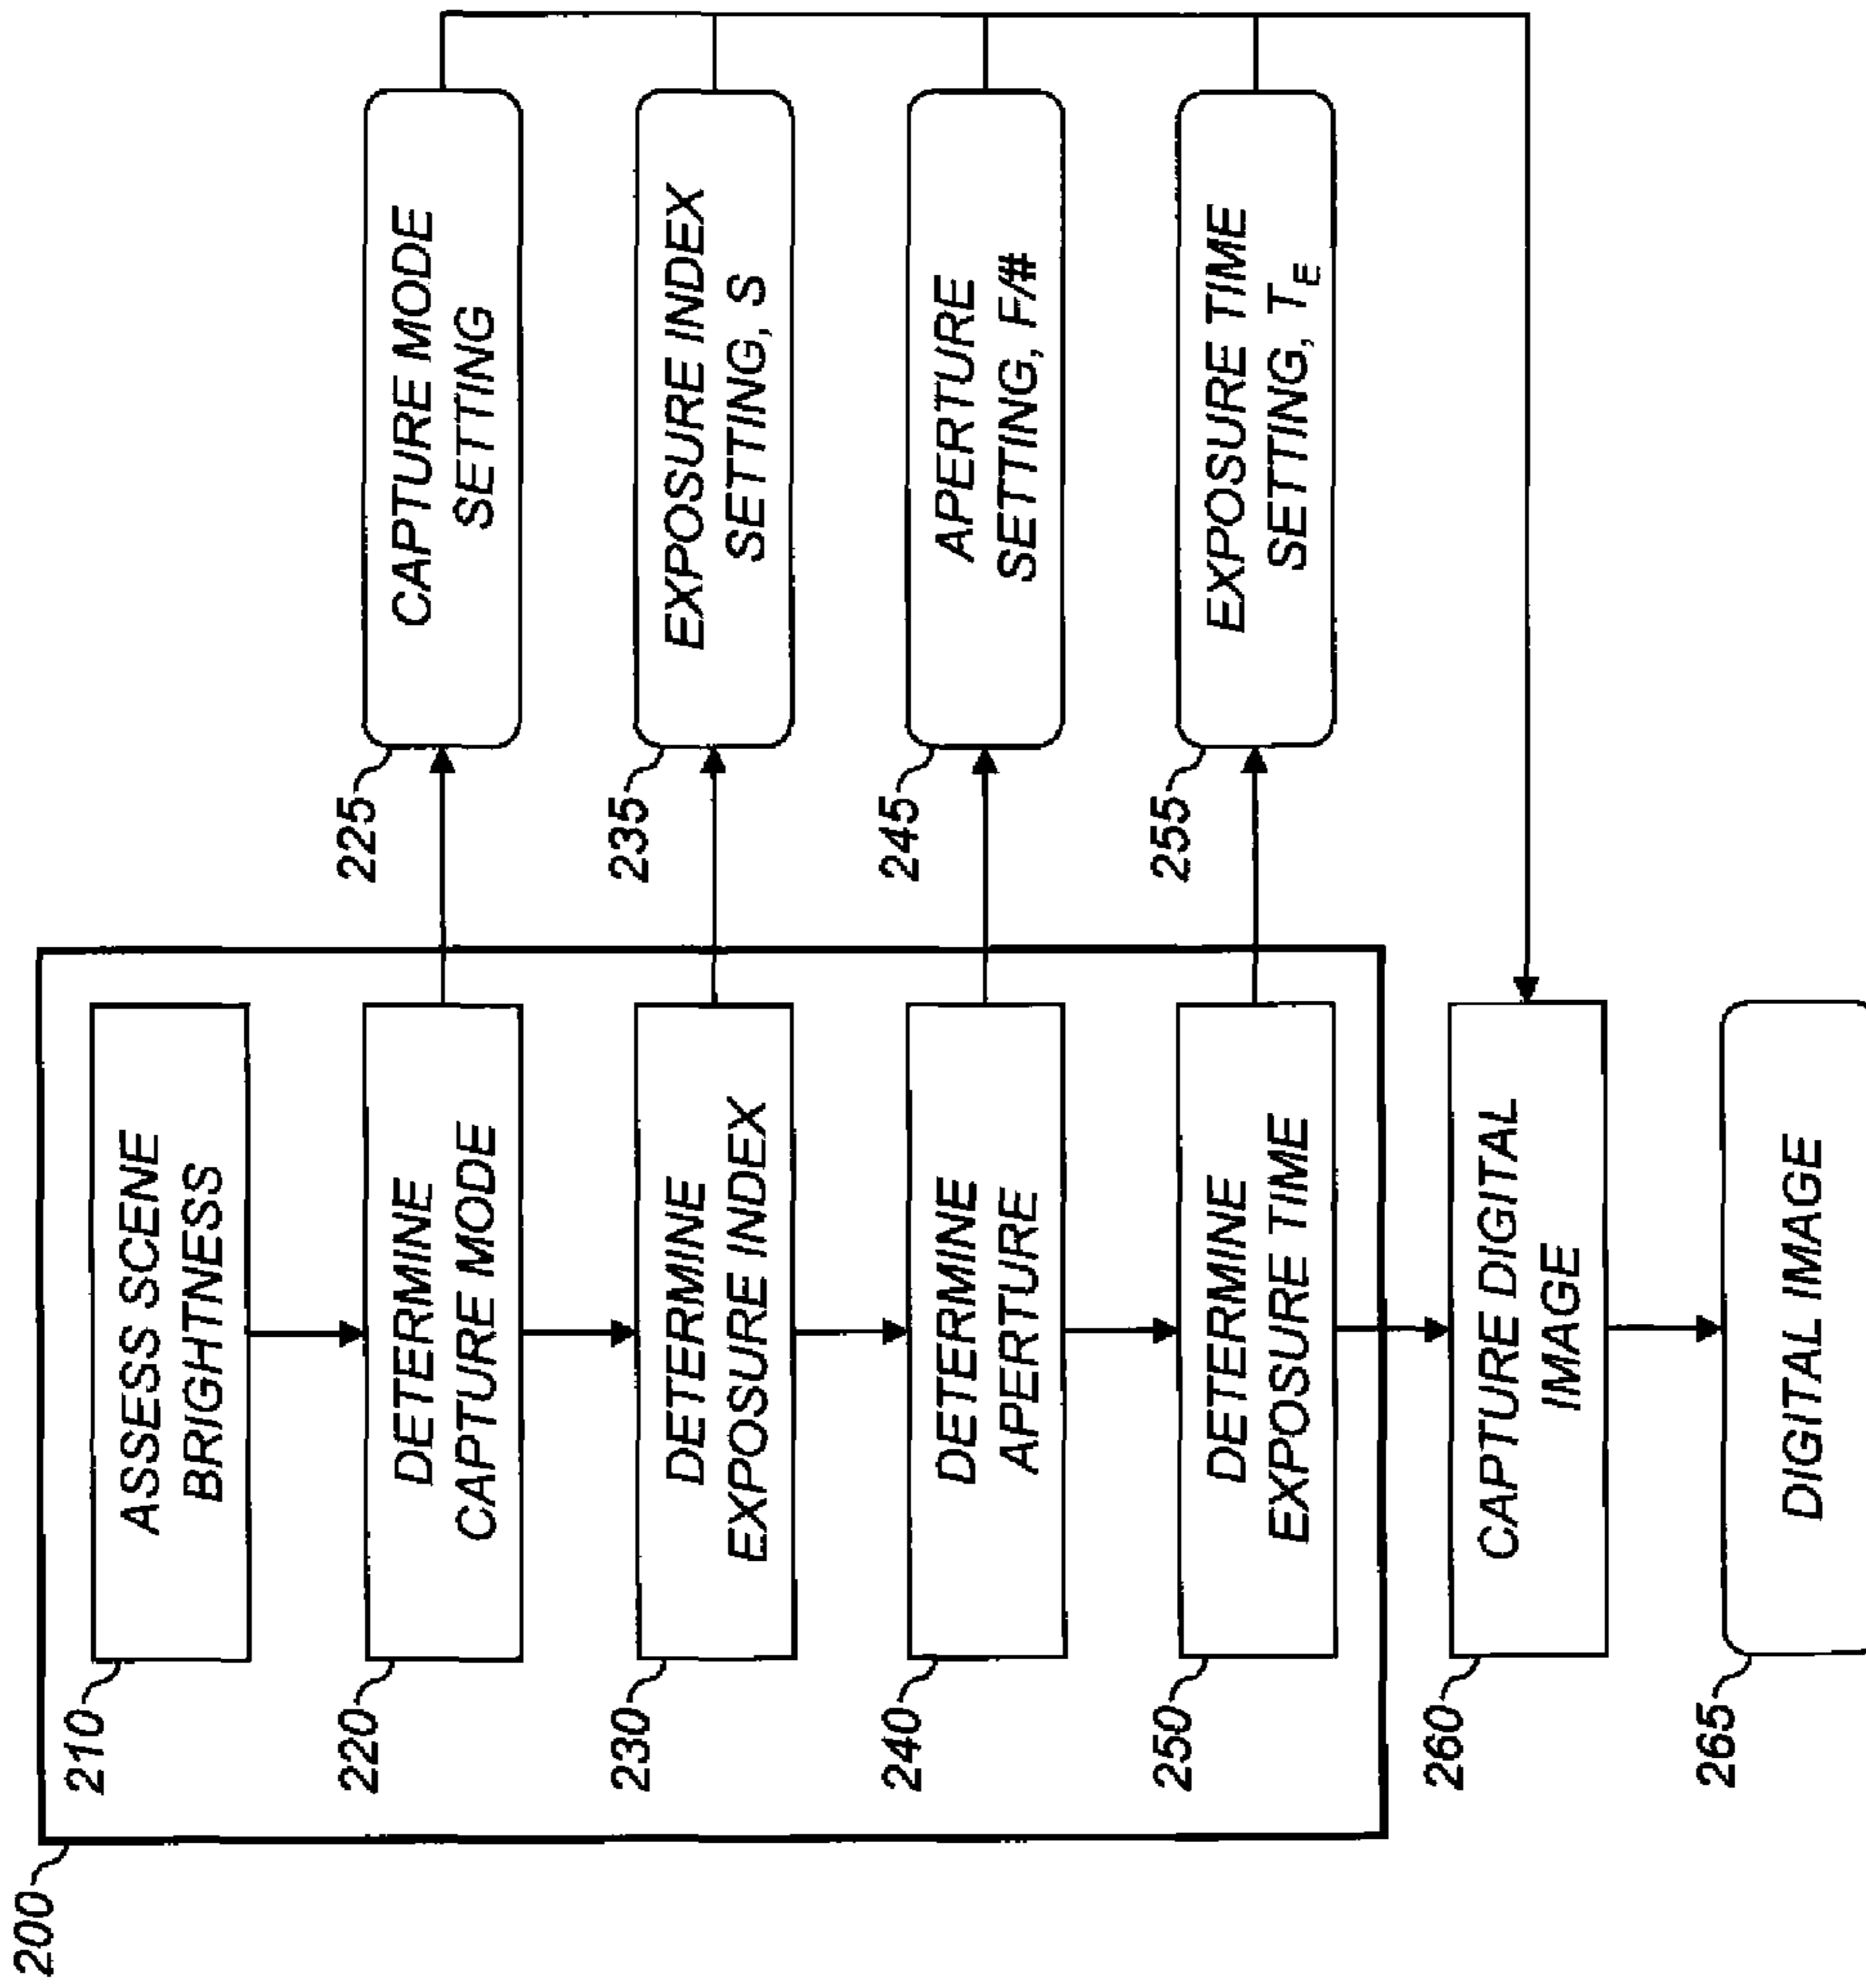 200
210
ASSESS SCENE
BRIGHTNESS
220
DETERMINE
CAPTURE MODE
225
CAPTURE MODE
SETTING
230
DETERMINE
EXPOSURE INDEX
235
EXPOSURE INDEX
SETTING, S
240
DETERMINE
APERTURE
245
APERTURE
SETTING, F/#
250
DETERMINE
EXPOSURE TIME
255
EXPOSURE TIME
SETTING, TE
260
CAPTURE DIGITAL
IMAGE
265
DIGITAL IMAGE